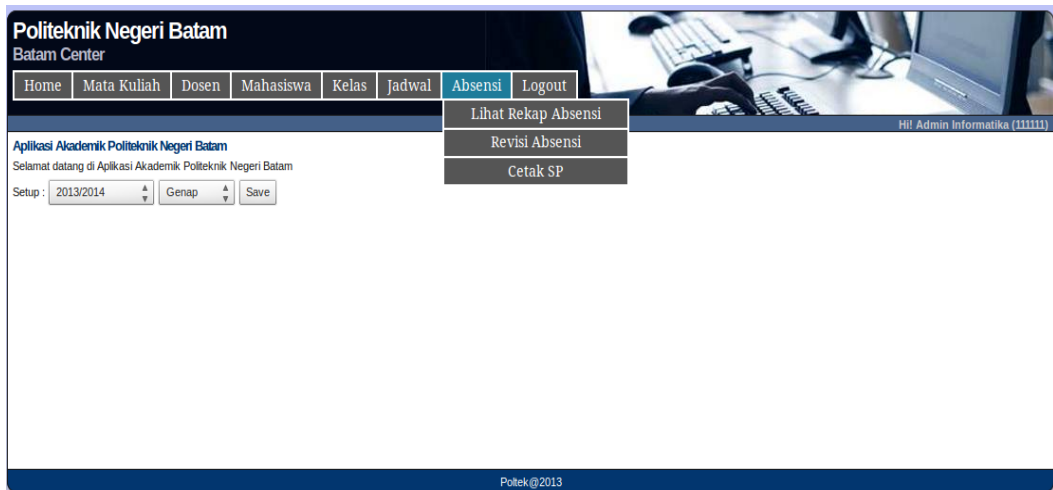 Politeknik Negeri Batam
Batam Center
Home Mata Kuliah Dosen Mahasiswa Kelas Jadwal Absensi Logout
Lihat Rekap Absensi
Revisi Absensi
Cetak SP
Hi! Admin Informatika (111111)
Aplikasi Akademik Politeknik Negeri Batam
Selamat datang di Aplikasi Akademik Politeknik Negeri Batam
Setup : 2013/2014 Genap Save
Poltek@2013